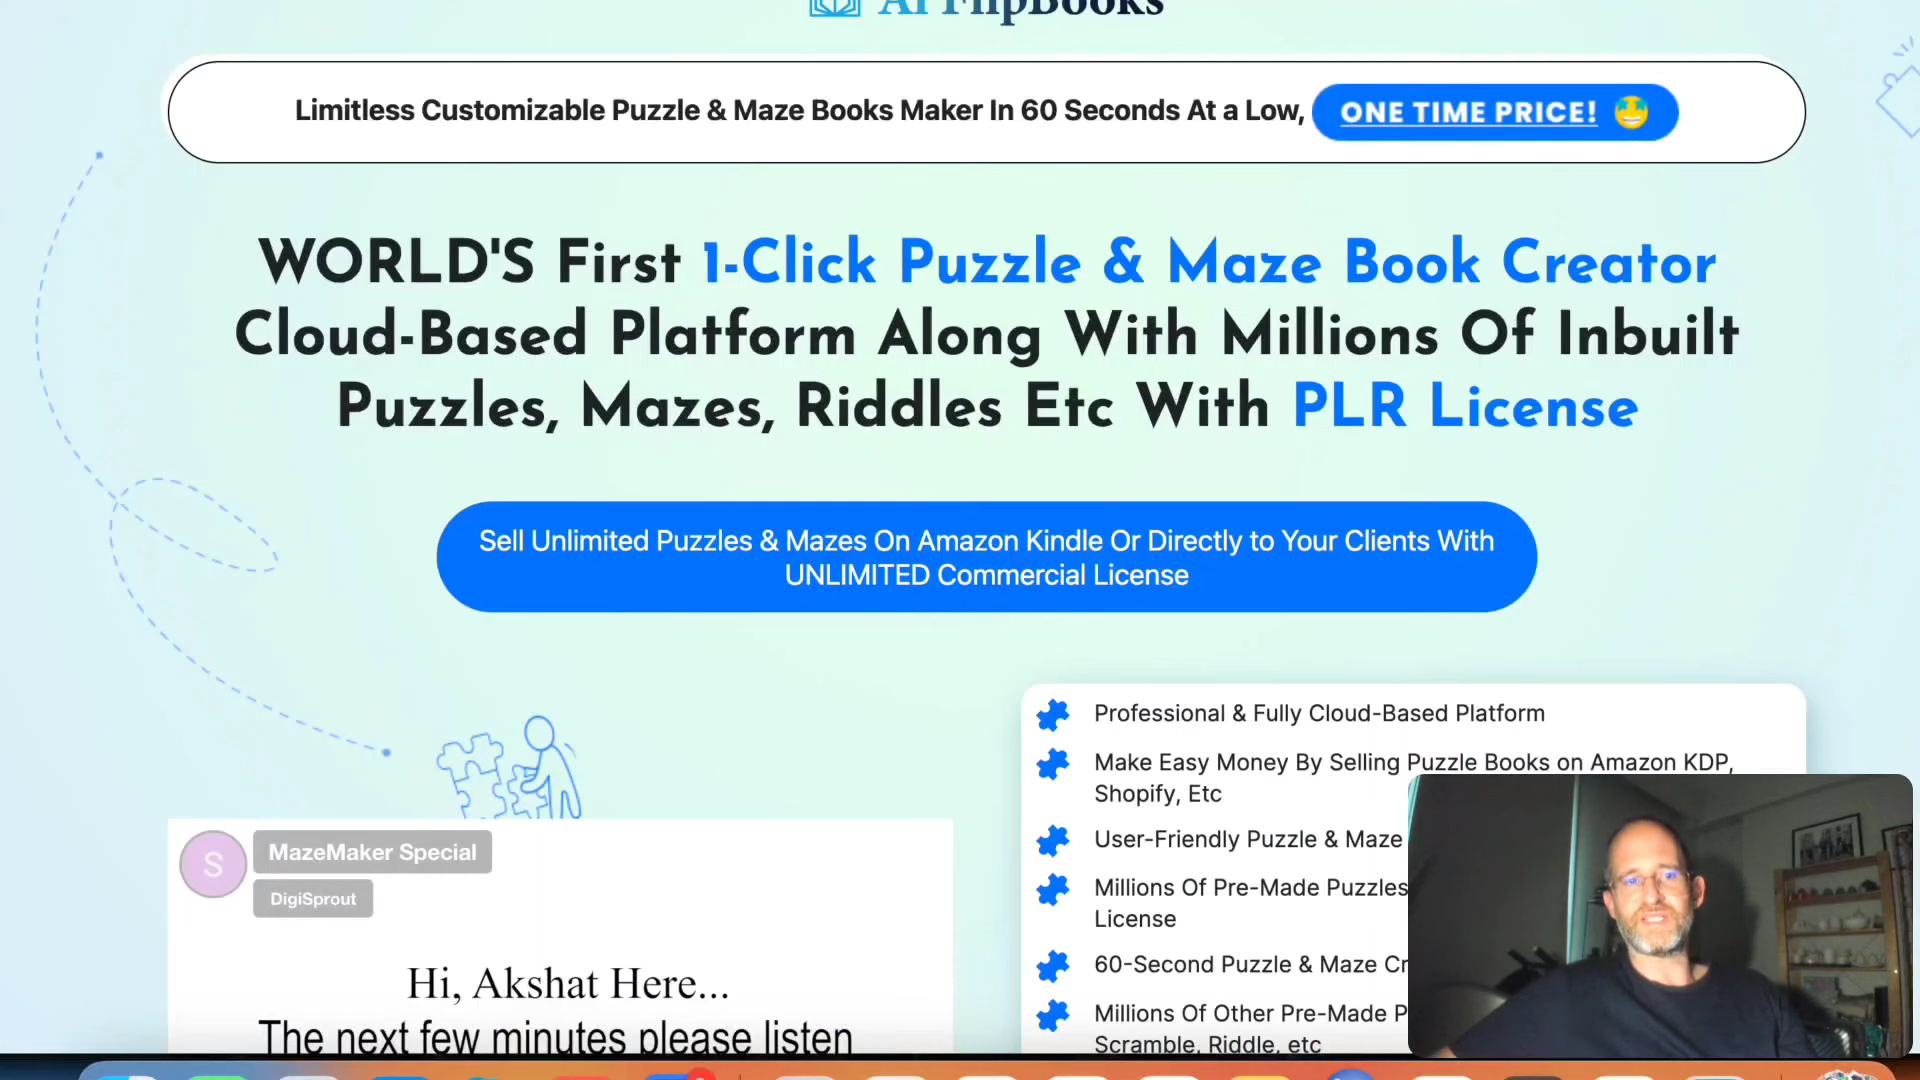 AI FlipBooks
Limitless Customizable Puzzle & Maze Books Maker In 60 Seconds At a Low, ONE TIME PRICE!
WORLD'S First 1-Click Puzzle & Maze Book Creator
Cloud-Based Platform Along With Millions Of Inbuilt
Puzzles, Mazes, Riddles Etc With PLR License
Sell Unlimited Puzzles & Mazes On Amazon Kindle Or Directly to Your Clients With
UNLIMITED Commercial License
S
MazeMaker Special
DigiSprout
Hi, Akshat Here...
The next few minutes please listen
Professional & Fully Cloud-Based Platform
Make Easy Money By Selling Puzzle Books on Amazon KDP,
Shopify, Etc
User-Friendly Puzzle & Maze
Millions Of Pre-Made Puzzles
License
60-Second Puzzle & Maze Cr
Millions Of Other Pre-Made P
Scramble, Riddle, etc